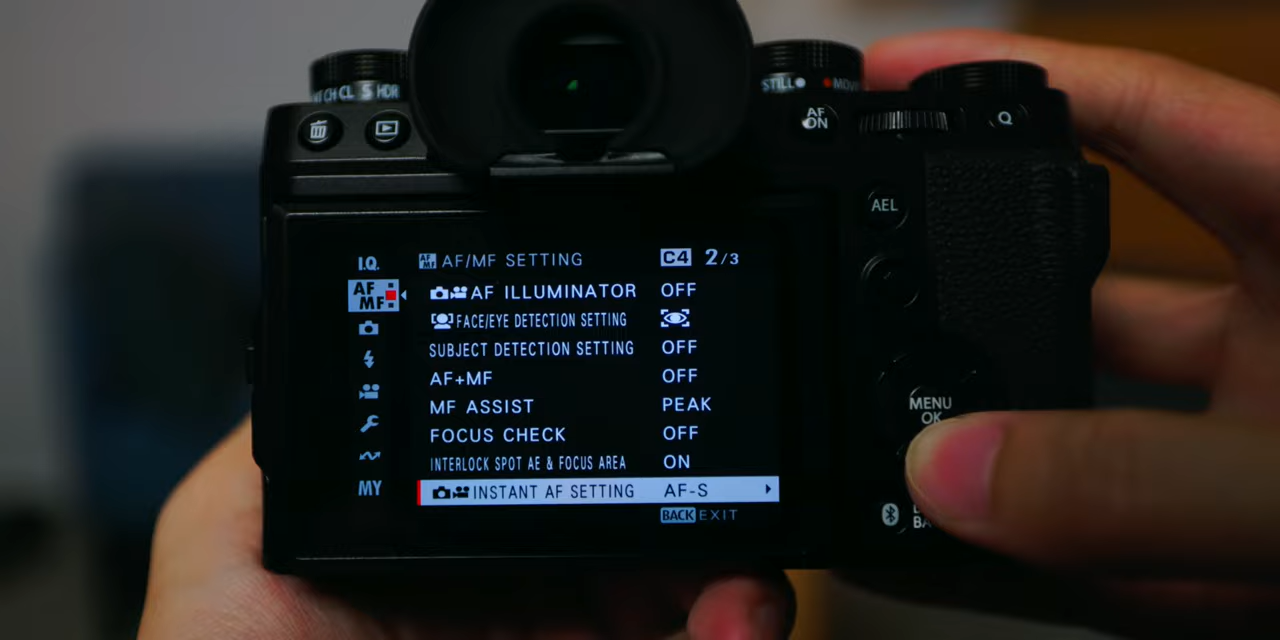 CH CL S HDR
STILL MOVIE
AF
ON
Q
AEL
I.Q.
AF/MF SETTING C4 2/3
AF
MF
AF ILLUMINATOR OFF
FACE/EYE DETECTION SETTING
SUBJECT DETECTION SETTING OFF
AF+MF OFF
MF ASSIST PEAK
FOCUS CHECK OFF
INTERLOCK SPOT AE & FOCUS AREA ON
MY
INSTANT AF SETTING AF-S
BACK EXIT
MENU
OK